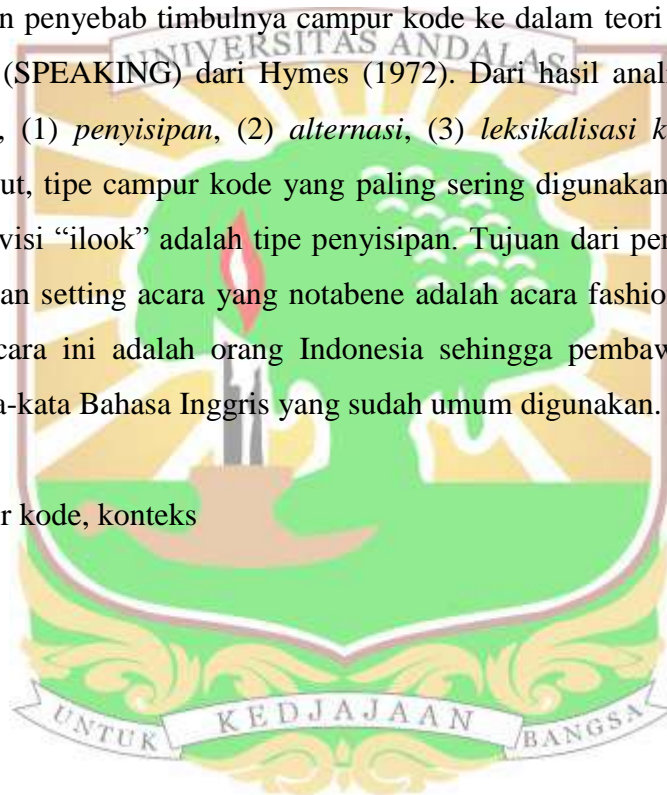 n penyebab timbulnya campur kode ke dalam teori
UNIVERSITAS ANDALAS
(SPEAKING) dari Hymes (1972). Dari hasil anali
, (1) penyisipan, (2) alternasi, (3) leksikalisasi k
ut, tipe campur kode yang paling sering digunakan
visi “ilook” adalah tipe penyisipan. Tujuan dari per
an setting acara yang notabene adalah acara fashio
cara ini adalah orang Indonesia sehingga pembaw
a-kata Bahasa Inggris yang sudah umum digunakan.
r kode, konteks
UNTUK KEDJAJAAN BANGSA